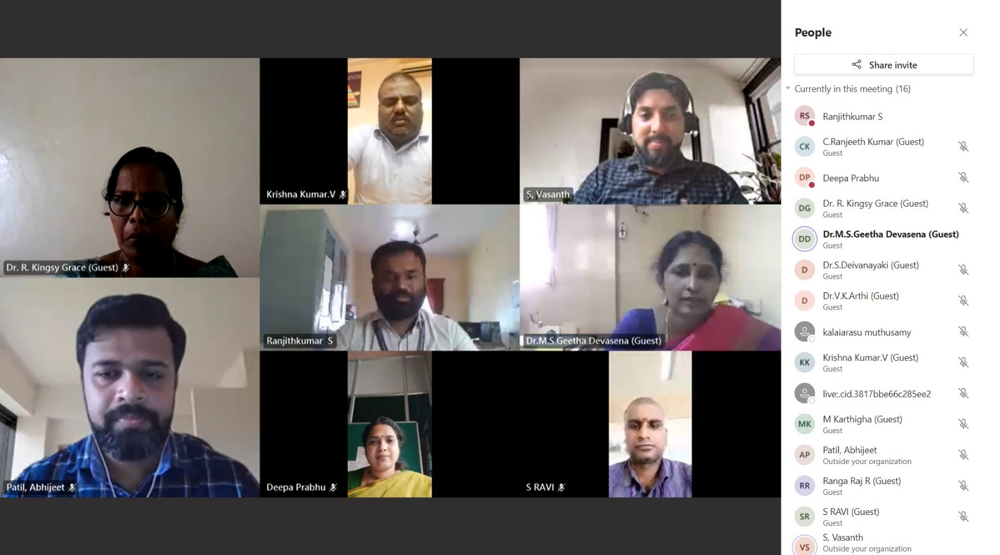 Dr. R. Kingsy Grace (Guest)
Krishna Kumar.V
S, Vasanth
Ranjithkumar S
Dr.M.S.Geetha Devasena (Guest)
Patil, Abhijeet
Deepa Prabhu
S RAVI
People
Share invite
Currently in this meeting (16)
RS
Ranjithkumar S
CK
C.Ranjeeth Kumar (Guest)
Guest
DP
Deepa Prabhu
DG
Dr. R. Kingsy Grace (Guest)
Guest
DD
Dr.M.S.Geetha Devasena (Guest)
Guest
D
Dr.S.Deivanayaki (Guest)
Guest
D
Dr.V.K.Arthi (Guest)
Guest
kalaiarasu muthusamy
KK
Krishna Kumar.V (Guest)
Guest
live:.cid.3817bbe66c285ee2
MK
M Karthigha (Guest)
Guest
AP
Patil, Abhijeet
Outside your organization
RR
Ranga Raj R (Guest)
Guest
SR
S RAVI (Guest)
Guest
VS
S, Vasanth
Outside your organization